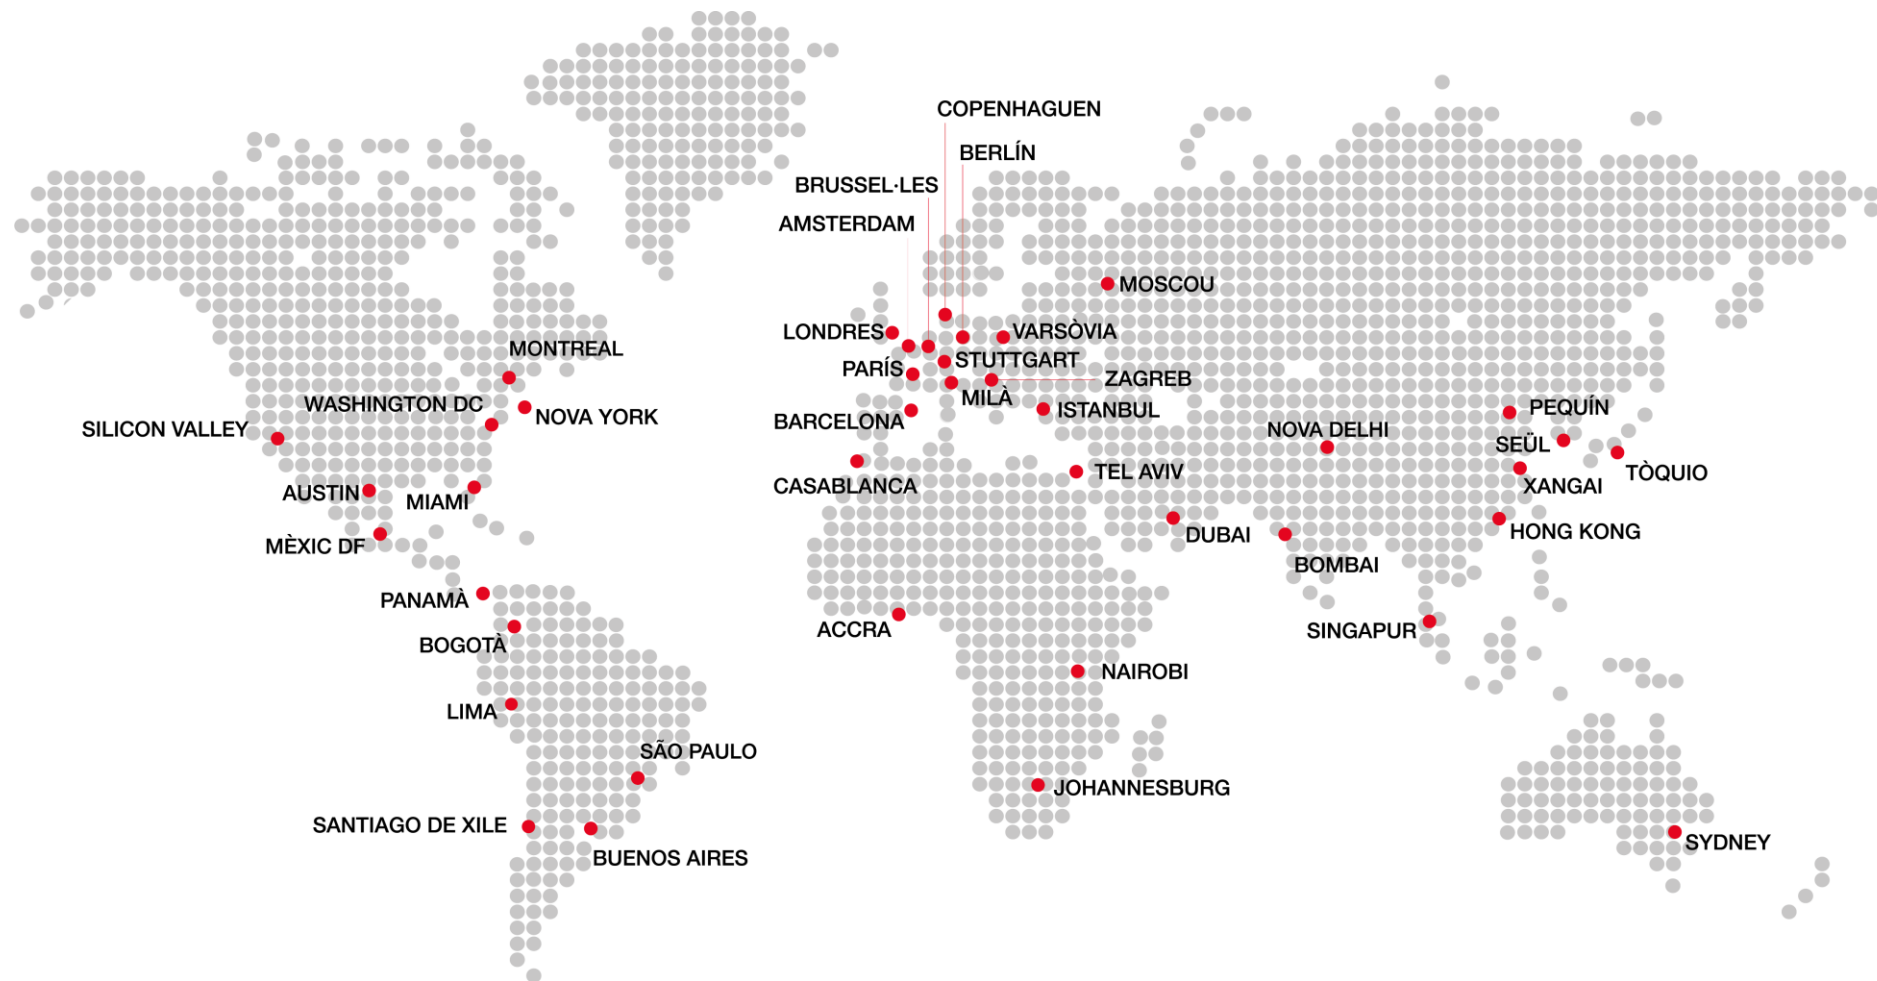 COPENHAGUEN
BERLÍN
BRUSSEL·LES
AMSTERDAM
MOSCOU
LONDRES
VARSÒVIA
MONTREAL
STUTTGART
PARÍS
ZAGREB
MILÀ
WASHINGTON DC
NOVA YORK
BARCELONA
ISTANBUL
PEQUÍN
SILICON VALLEY
NOVA DELHI
SEÜL
TEL AVIV
TÒQUIO
CASABLANCA
XANGAI
AUSTIN
MIAMI
DUBAI
HONG KONG
MÈXIC DF
BOMBAI
PANAMÀ
ACCRA
SINGAPUR
BOGOTÀ
NAIROBI
LIMA
SÃO PAULO
JOHANNESBURG
SANTIAGO DE XILE
SYDNEY
BUENOS AIRES